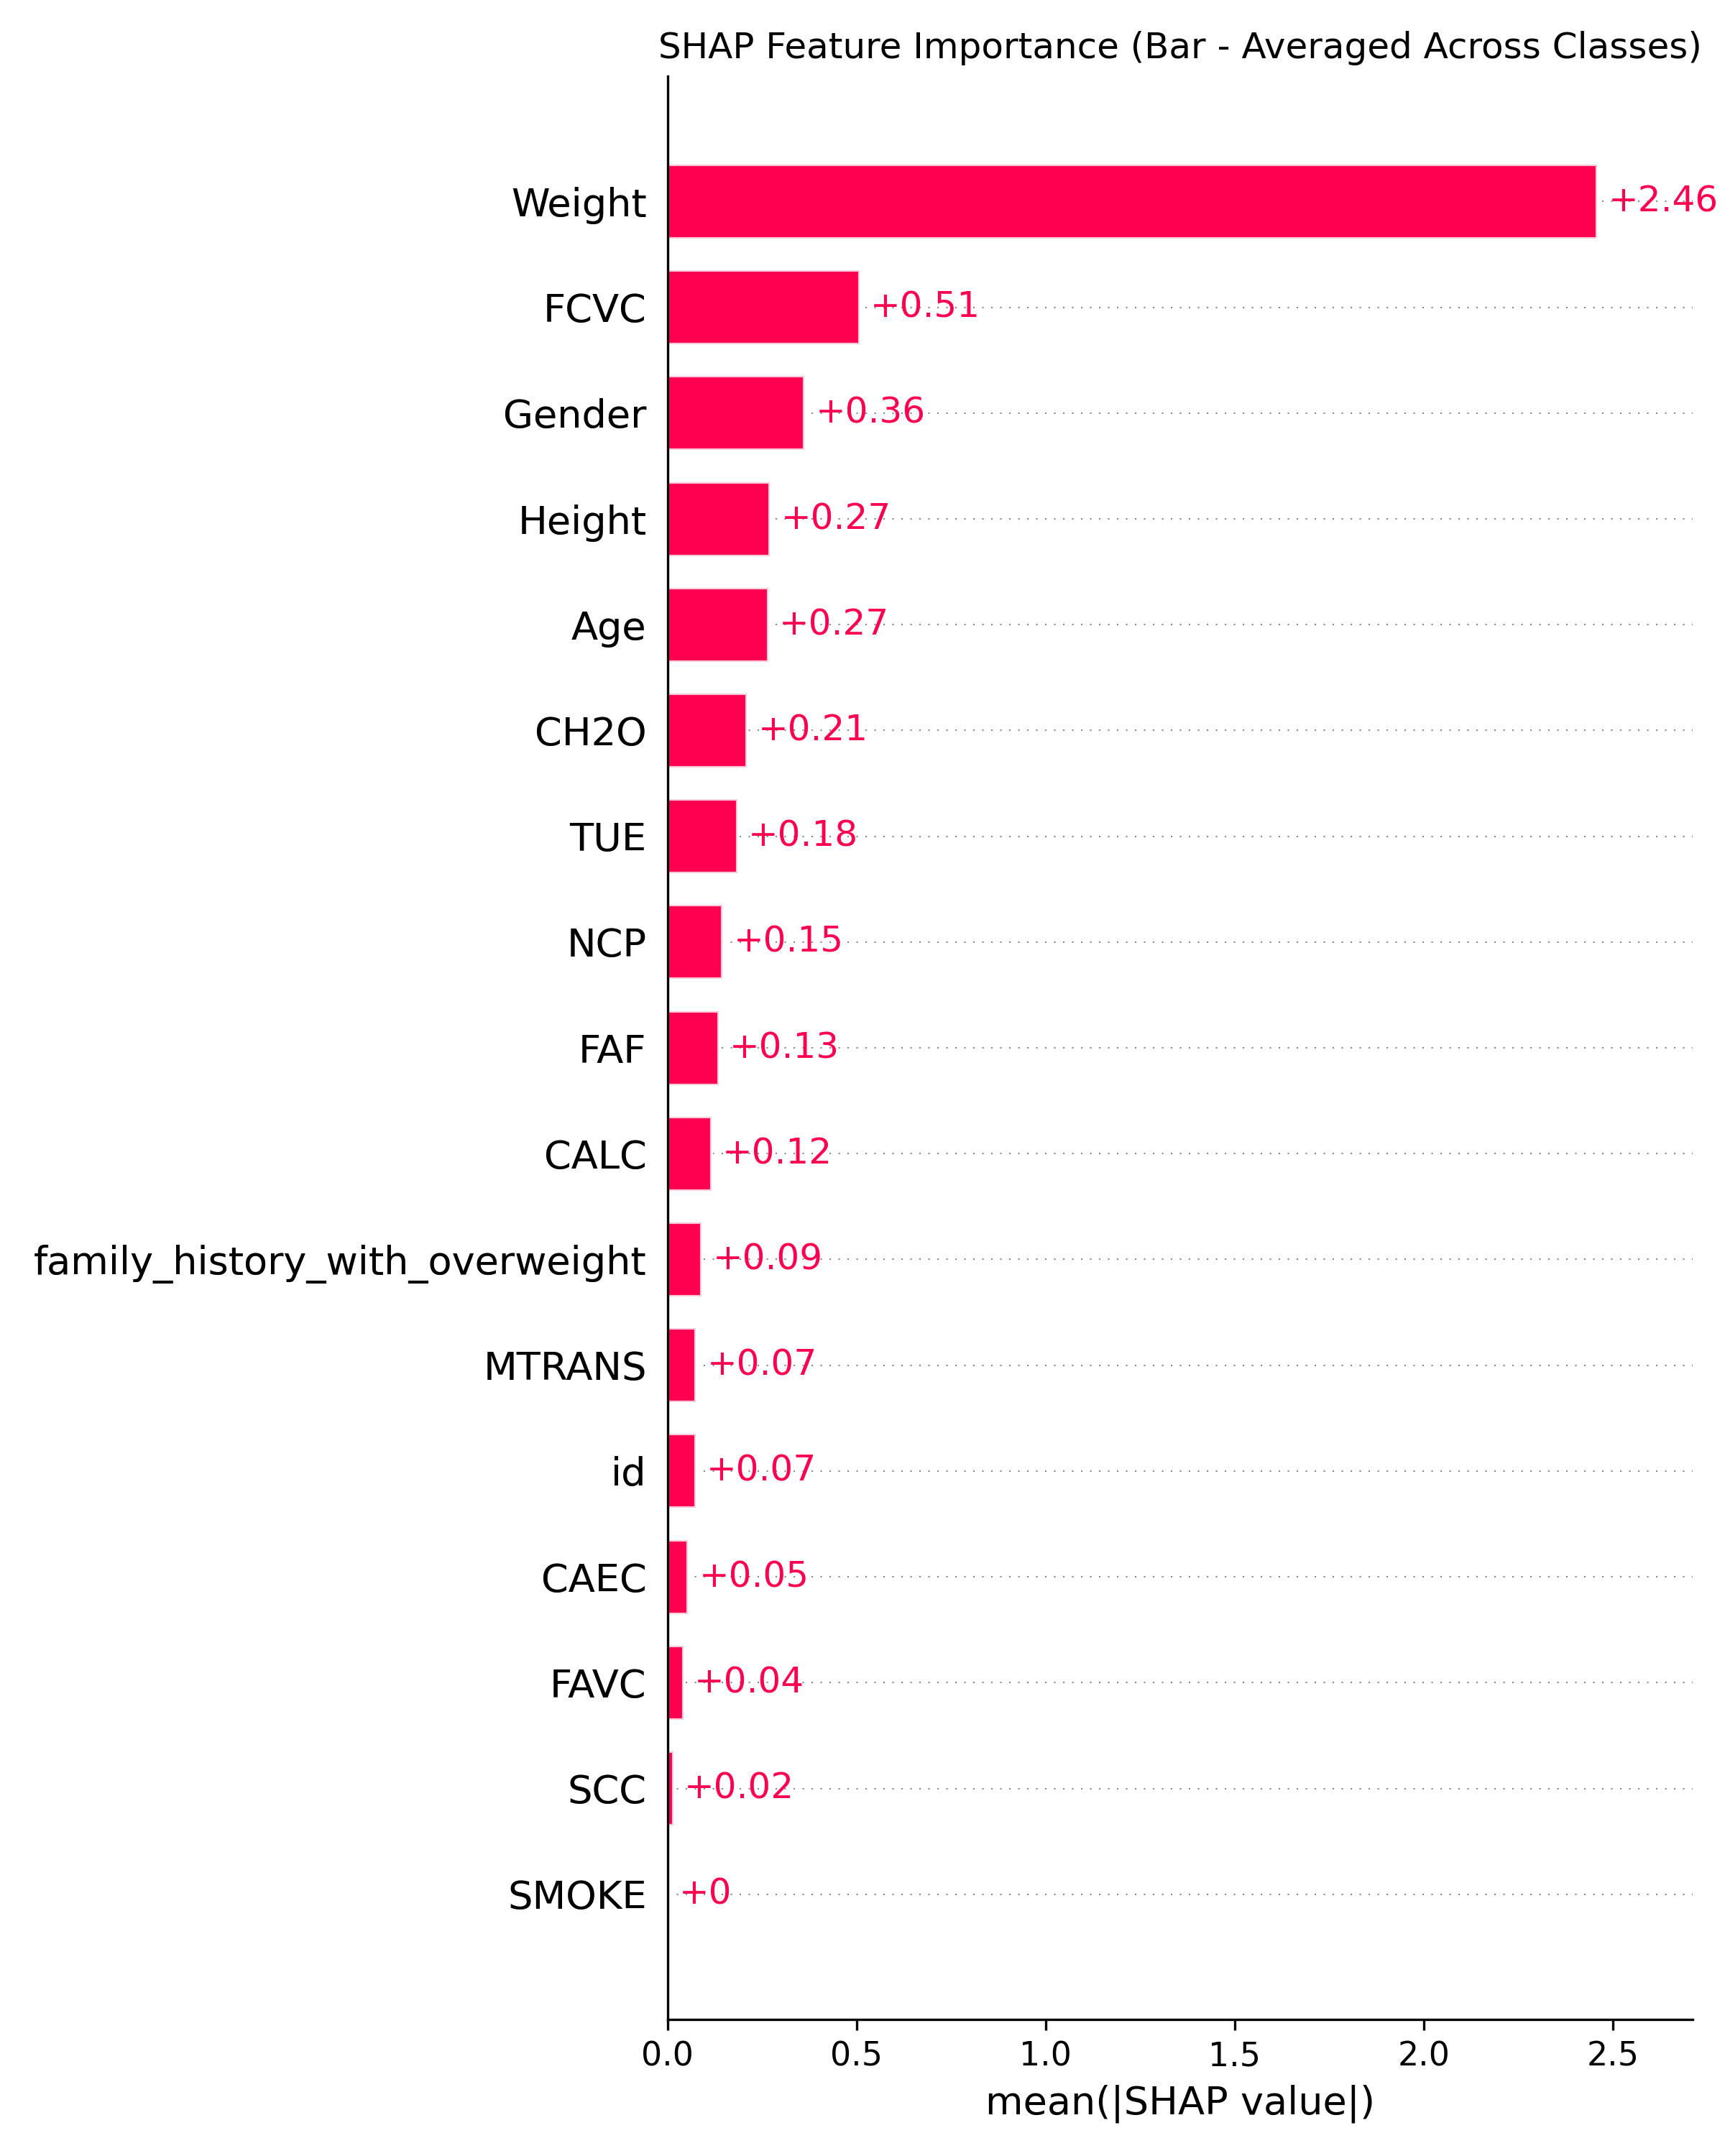 SHAP Feature Importance (Bar - Averaged Across Classes)
Weight +2.46
FCVC +0.51
Gender +0.36
Height +0.27
Age +0.27
CH2O +0.21
TUE +0.18
NCP +0.15
FAF +0.13
CALC +0.12
family_history_with_overweight +0.09
MTRANS +0.07
id +0.07
CAEC +0.05
FAVC +0.04
SCC +0.02
SMOKE +0
0.0 0.5 1.0 1.5 2.0 2.5
mean(|SHAP value|)